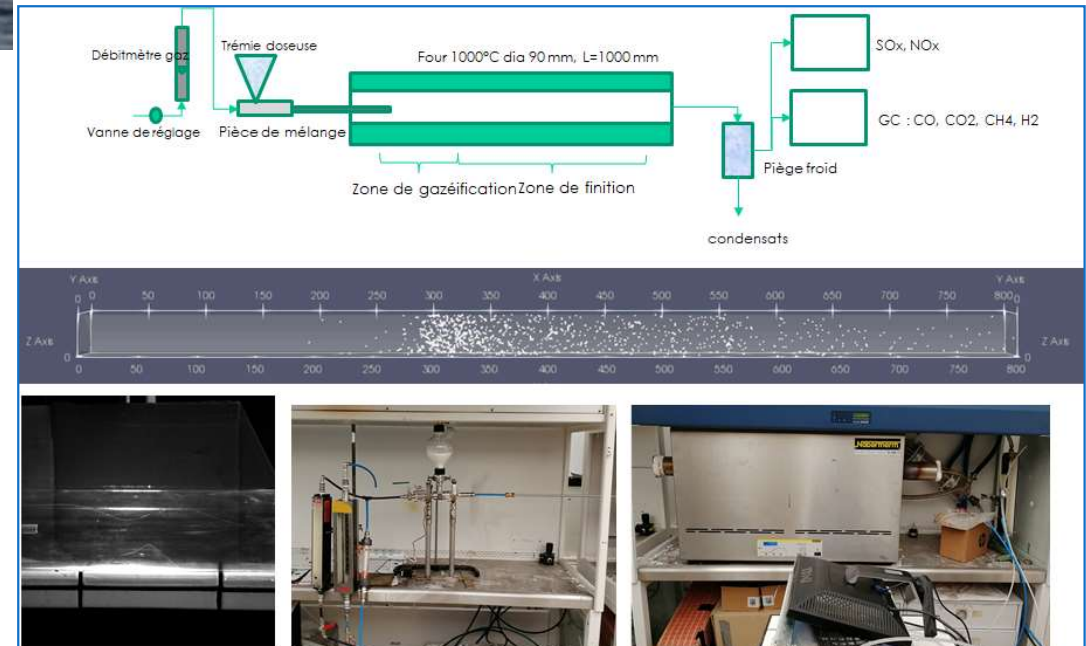 Débitmètre gaz
Trémie doseuse
Four 1000°C dia 90 mm, L=1000 mm
SOx, NOx
Vanne de réglage
Pièce de mélange
GC : CO, CO2, CH4, H2
Piège froid
Zone de gazéification
Zone de finition
condensats
Y Axis
X Axis
Y Axis
0 0 50 100 150 200 250 300 350 400 450 500 550 600 650 700 750 800 0
Z Axis
Z Axis
0
0
0 50 100 150 200 250 300 350 400 450 500 550 600 650 700 750 800
Nabertherm